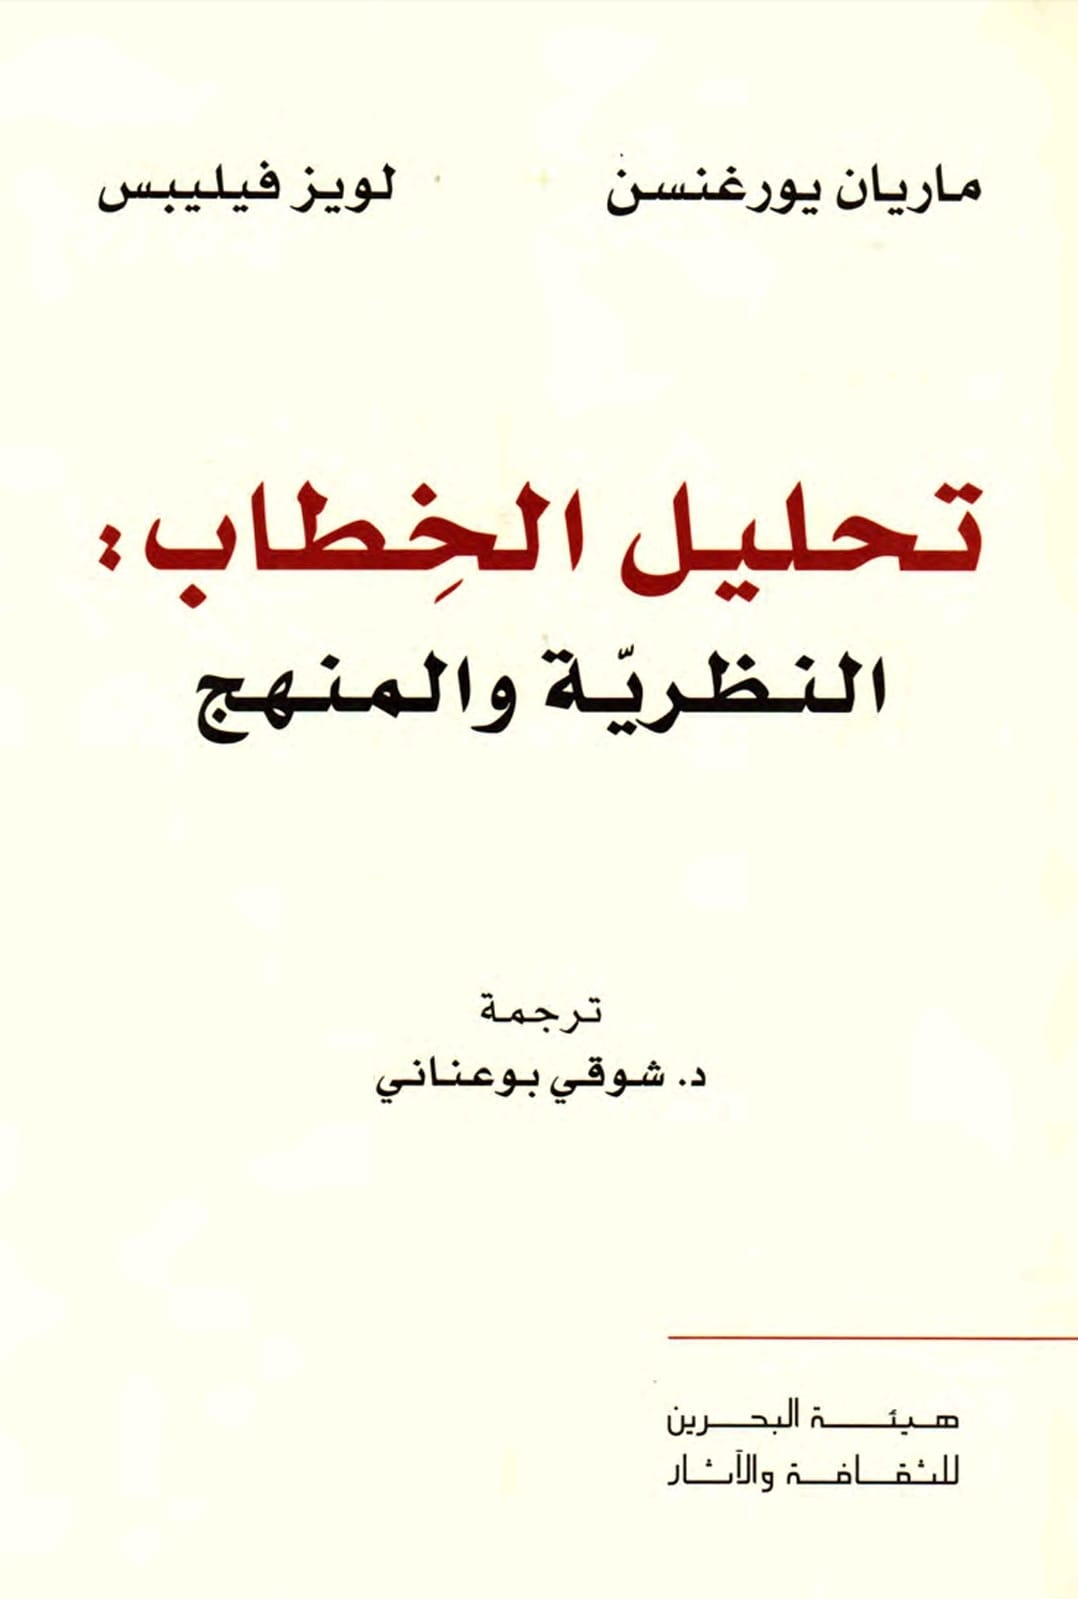 ماريان يورغنسن لويز فيليبس
تحليل الخِطاب:
النظريّة والمنهج
ترجمة
د. شوقي بوعناني
هيئة البحرين
للثقافة والآثار